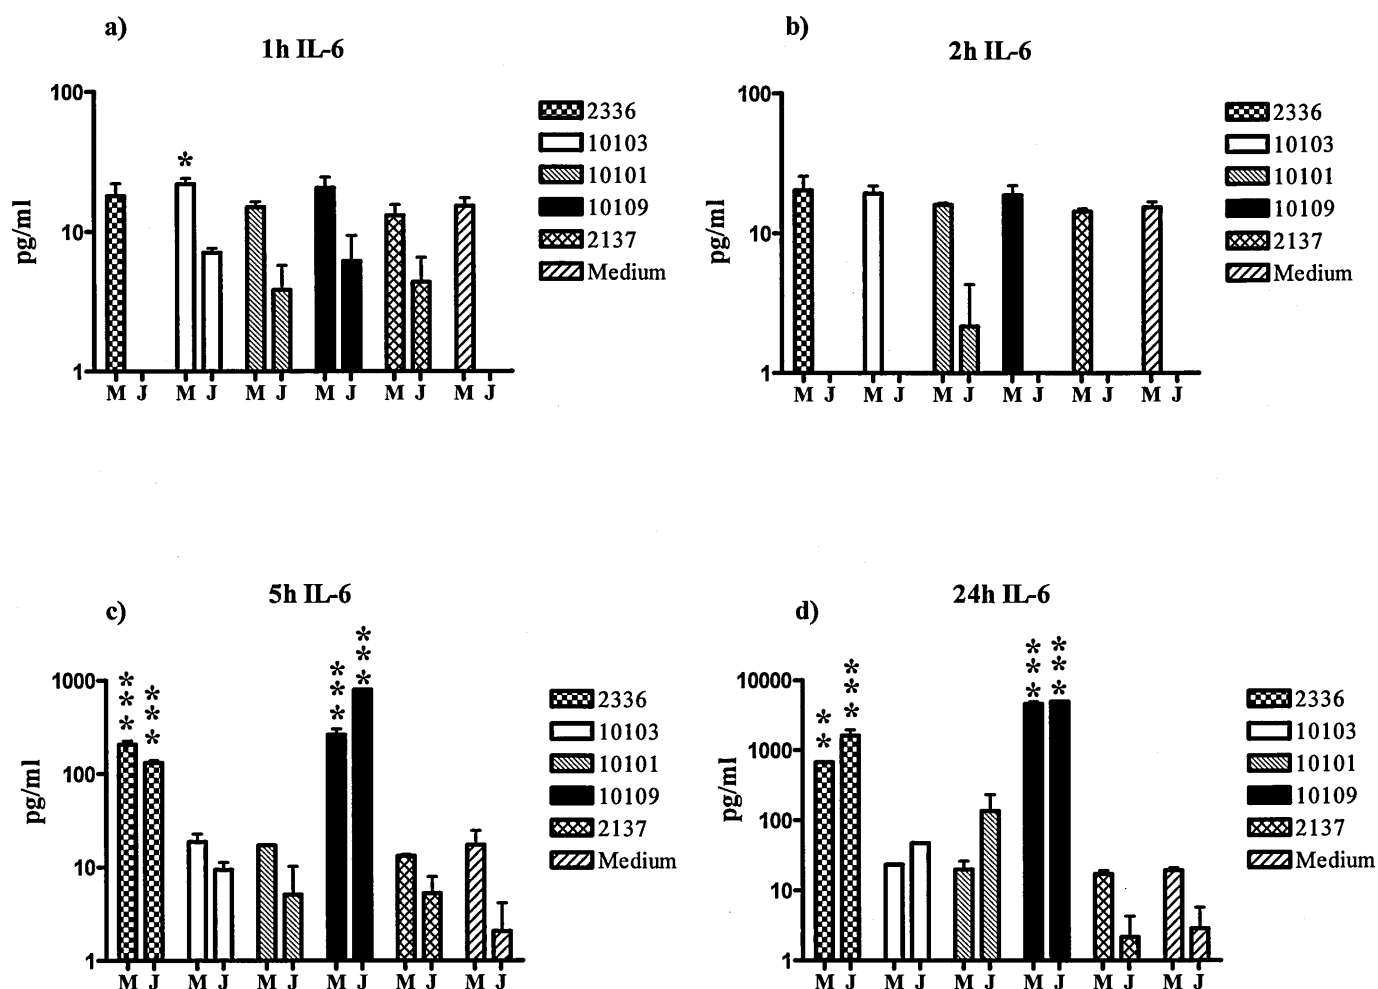 a)
1h IL-6
100
10
1
pg/ml
*
M J M J M J M J M J M J
2336
10103
10101
10109
2137
Medium
b)
2h IL-6
100
10
1
pg/ml
M J M J M J M J M J M J
2336
10103
10101
10109
2137
Medium
c)
5h IL-6
1000
100
10
1
pg/ml
*** *** *** ***
M J M J M J M J M J M J
2336
10103
10101
10109
2137
Medium
d)
24h IL-6
10000
1000
100
10
1
pg/ml
** *** *** ***
M J M J M J M J M J M J
2336
10103
10101
10109
2137
Medium